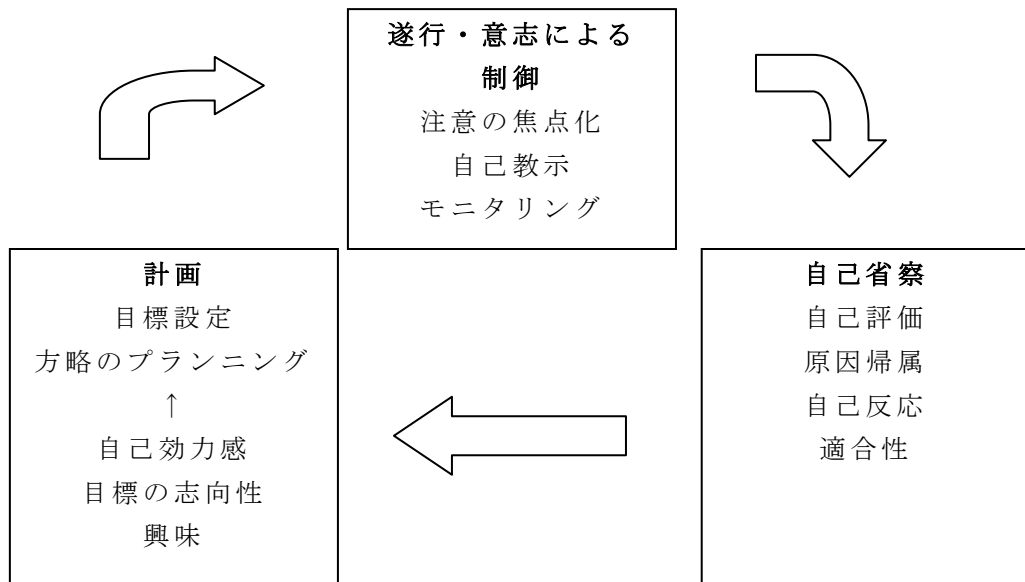 遂行・意志による
制御
注意の焦点化
自己教示
モニタリング
計画
目標設定
方略のプランニング
↑
自己効力感
目標の志向性
興味
自己省察
自己評価
原因帰属
自己反応
適合性